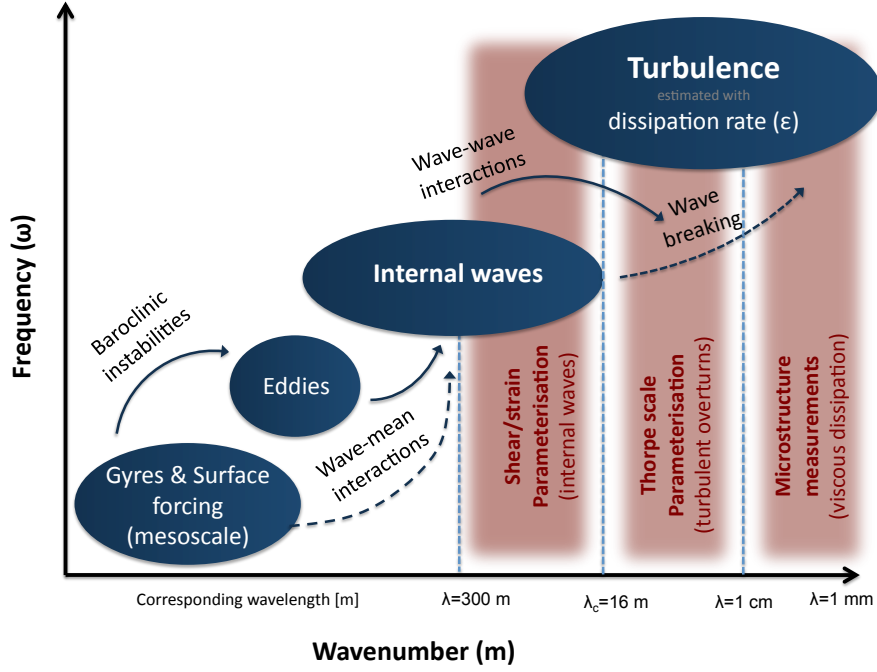 Turbulence
estimated with
dissipation rate (ε)
Wave-wave
interactions
Wave
breaking
Internal waves
Baroclinic
instabilities
Eddies
Wave-mean
interactions
Gyres & Surface
forcing
(mesoscale)
Shear/strain
Parameterisation
(internal waves)
Thorpe scale
Parameterisation
(turbulent overturns)
Microstructure
measurements
(viscous dissipation)
Frequency (ω)
Corresponding wavelength [m]
λ=300 m
λc=16 m
λ=1 cm
λ=1 mm
Wavenumber (m)